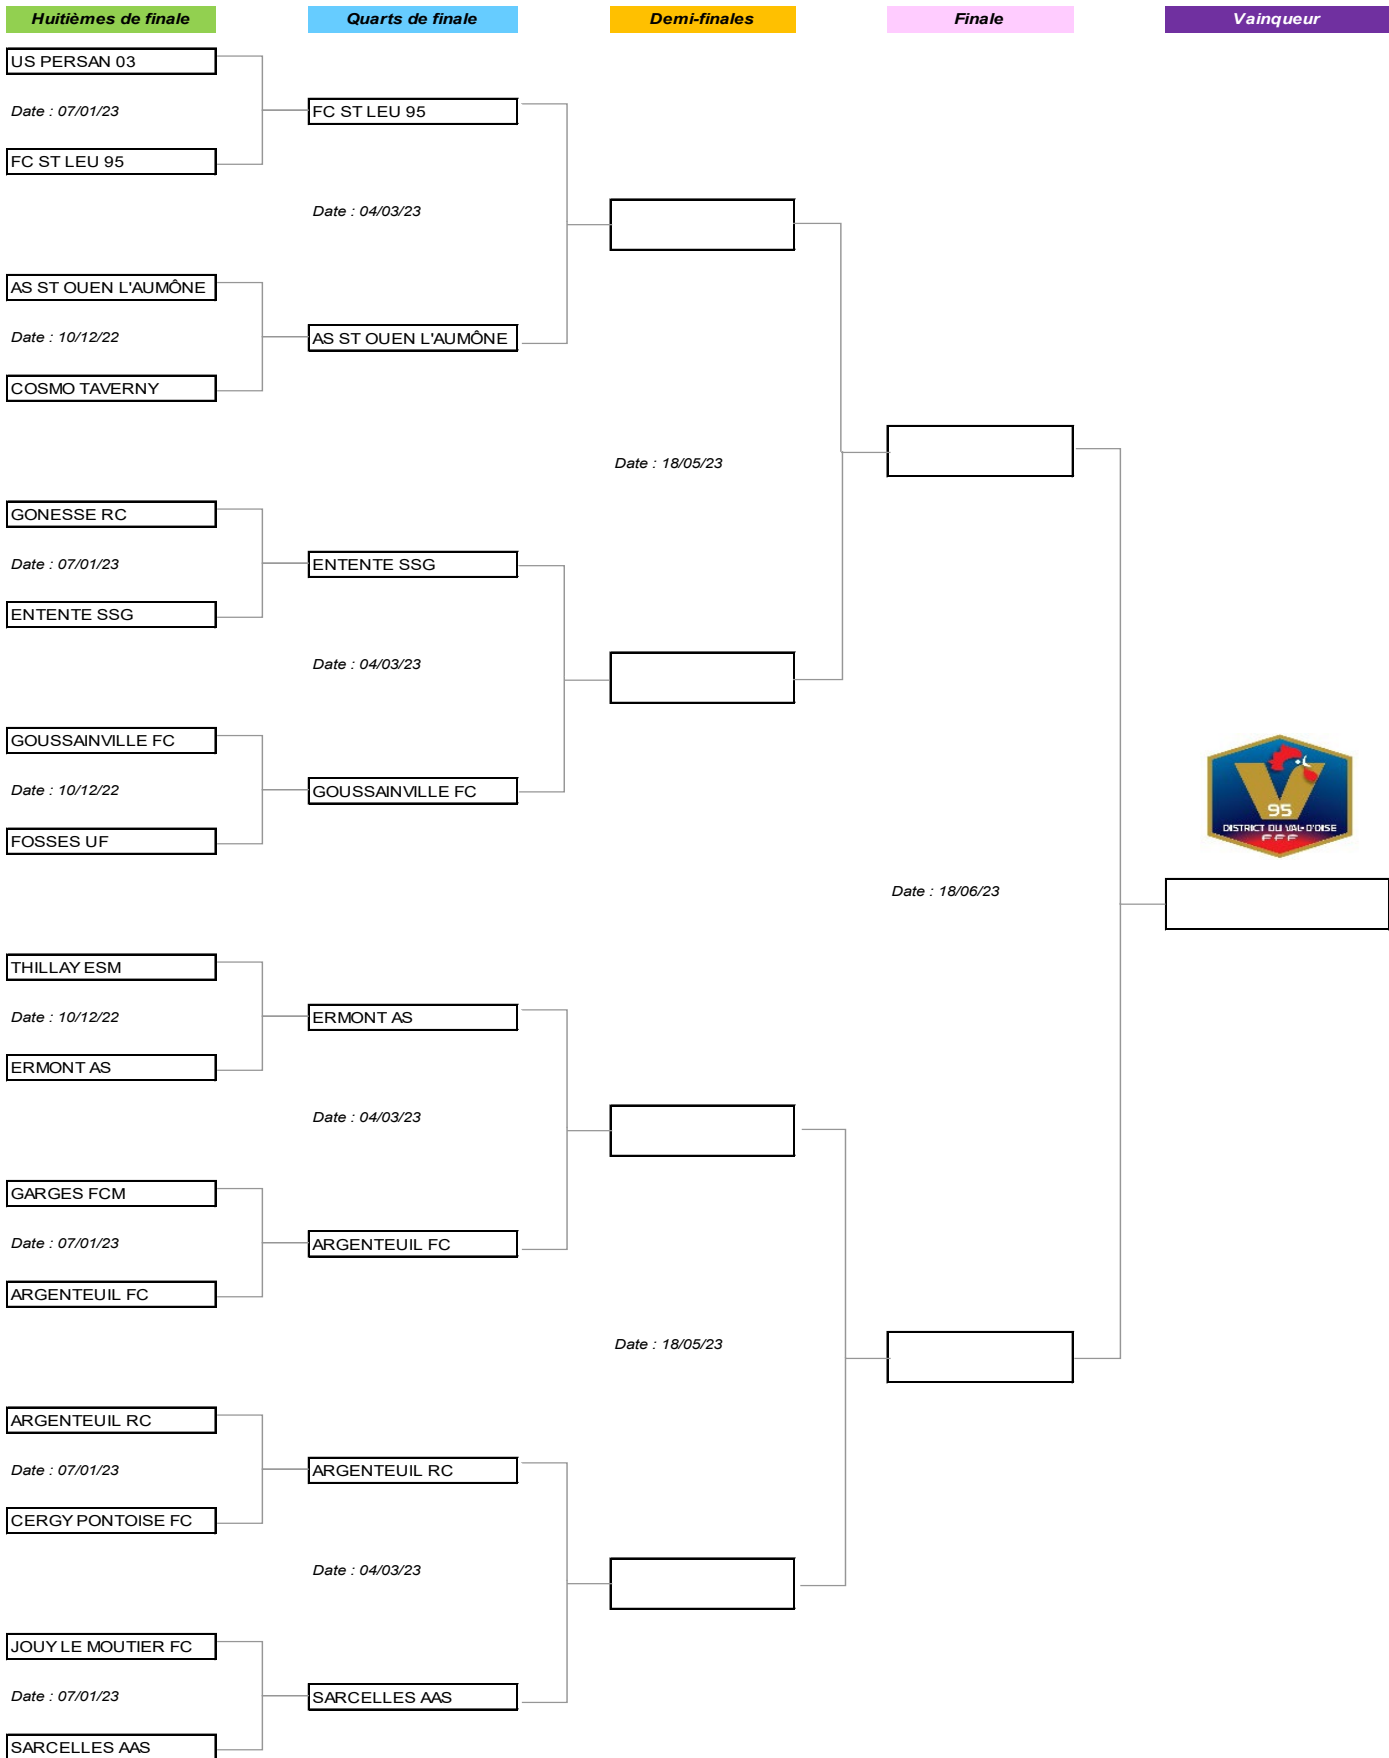 Huitièmes de finale
Quarts de finale
Demi-finales
Finale
Vainqueur
US PERSAN 03
Date : 07/01/23
FC ST LEU 95
FC ST LEU 95
Date : 04/03/23
AS ST OUEN L'AUMÔNE
Date : 10/12/22
AS ST OUEN L'AUMÔNE
COSMO TAVERNY
Date : 18/05/23
GONESSE RC
Date : 07/01/23
ENTENTE SSG
ENTENTE SSG
Date : 04/03/23
GOUSSAINVILLE FC
Date : 10/12/22
GOUSSAINVILLE FC
FOSSES UF
95
DISTRICT DU VAL-D'OISE
FFF
Date : 18/06/23
THILLAY ESM
Date : 10/12/22
ERMONT AS
ERMONT AS
Date : 04/03/23
GARGES FCM
Date : 07/01/23
ARGENTEUIL FC
ARGENTEUIL FC
Date : 18/05/23
ARGENTEUIL RC
Date : 07/01/23
ARGENTEUIL RC
CERGY PONTOISE FC
Date : 04/03/23
JOUY LE MOUTIER FC
Date : 07/01/23
SARCELLES AAS
SARCELLES AAS